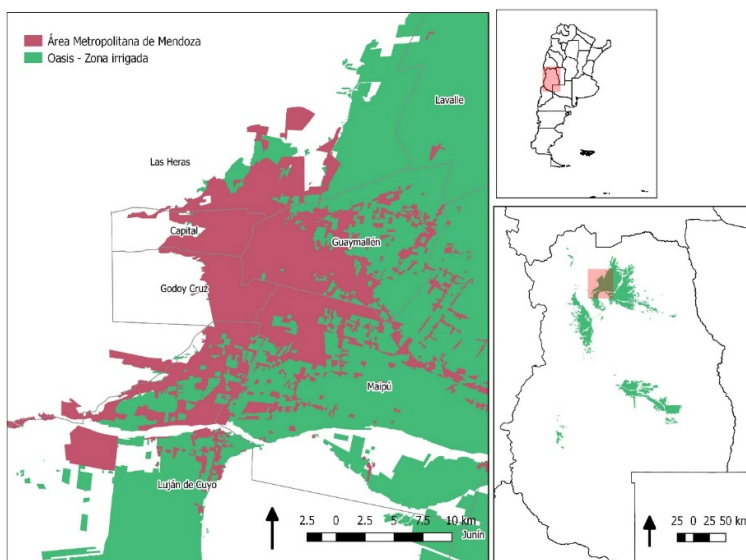 Área Metropolitana de Mendoza
Oasis - Zona irrigada
Lavalle
Las Heras
Capital
Guaymallén
Godoy Cruz
Maipú
Luján de Cuyo
Junín
2.5 0 2.5 5 7.5 10 km
25 0 25 50 km